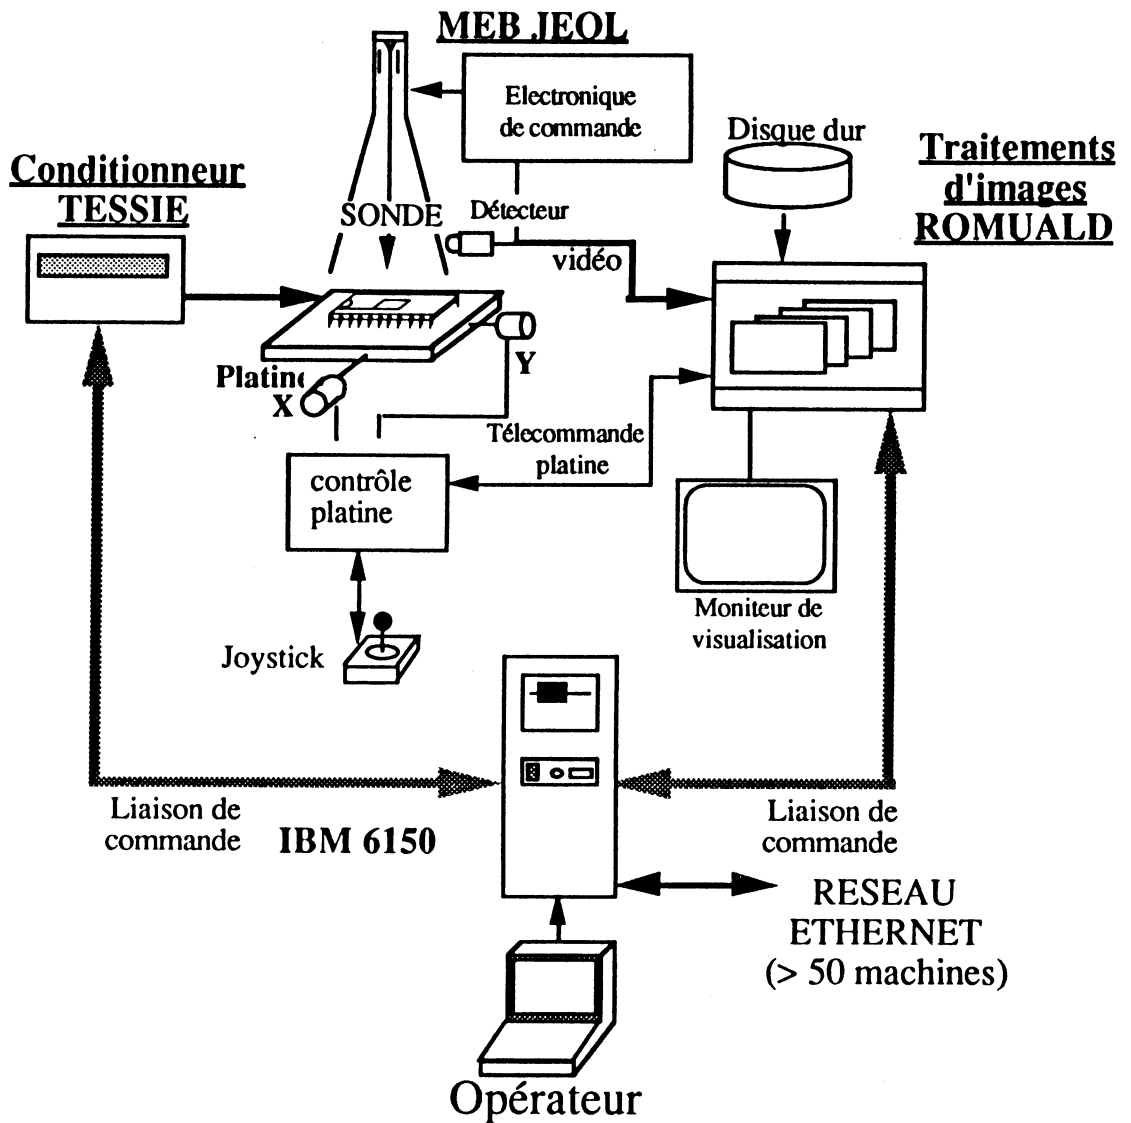 MEB JEOL
Electronique
de commande
Disque dur
Traitements
d'images
ROMUALD
Conditionneur
TESSIE
SONDE
Détecteur
vidéo
Platine
X
Y
Télecommande
platine
contrôle
platine
Moniteur de
visualisation
Joystick
Liaison de
commande
IBM 6150
Liaison de
commande
RESEAU
ETHERNET
(> 50 machines)
Opérateur